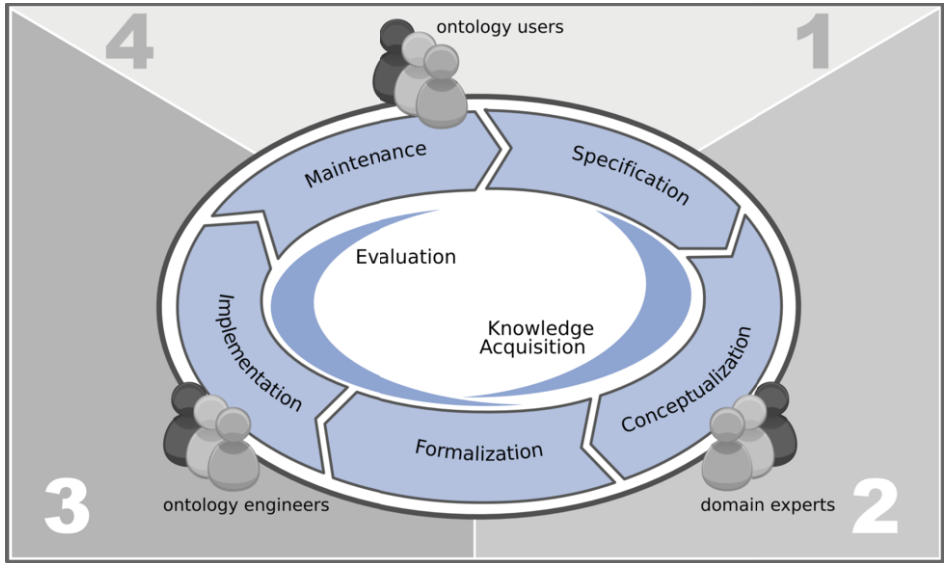 4
ontology users
1
Maintenance
Specification
Evaluation
Knowledge
Acquisition
Implementation
Conceptualization
Formalization
3
ontology engineers
domain experts
2